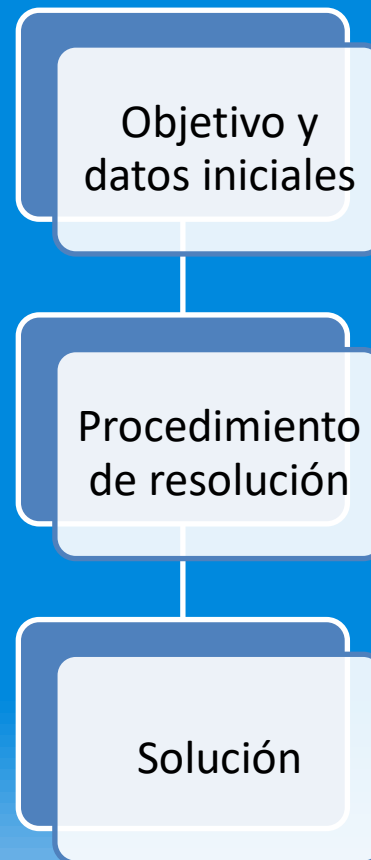 Objetivo y
datos iniciales
Procedimiento
de resolución
Solución